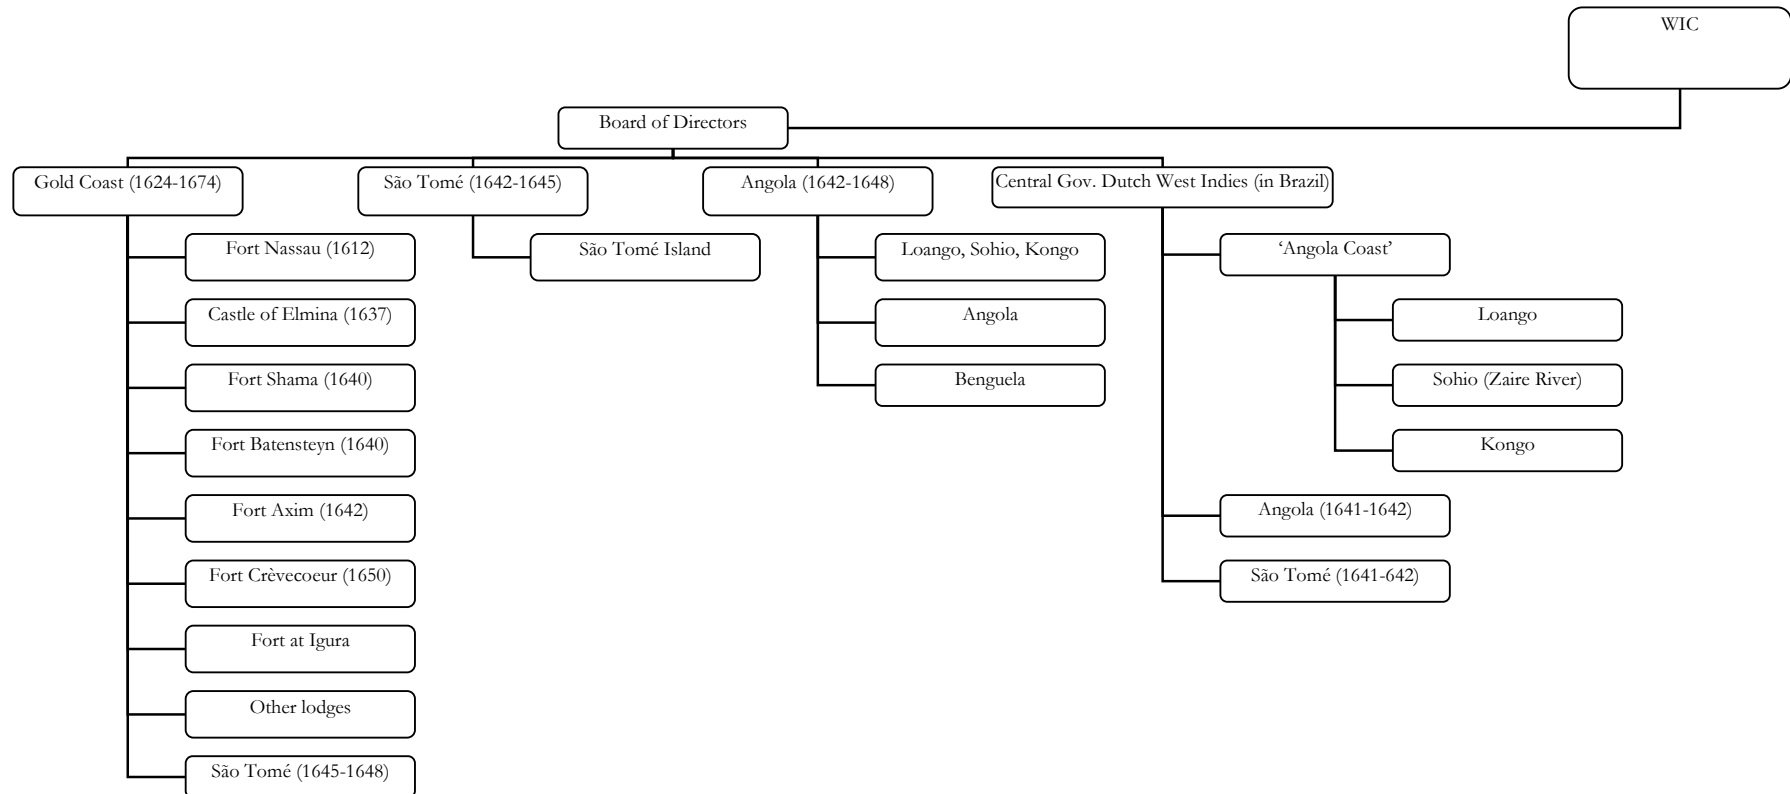 WIC
Board of Directors
Gold Coast (1624-1674)
São Tomé (1642-1645)
Angola (1642-1648)
Central Gov. Dutch West Indies (in Brazil)
Fort Nassau (1612)
São Tomé Island
Loango, Sohio, Kongo
‘Angola Coast’
Castle of Elmina (1637)
Angola
Loango
Fort Shama (1640)
Benguela
Sohio (Zaire River)
Fort Batensteyn (1640)
Kongo
Fort Axim (1642)
Angola (1641-1642)
Fort Crèvecoeur (1650)
São Tomé (1641-642)
Fort at Igura
Other lodges
São Tomé (1645-1648)